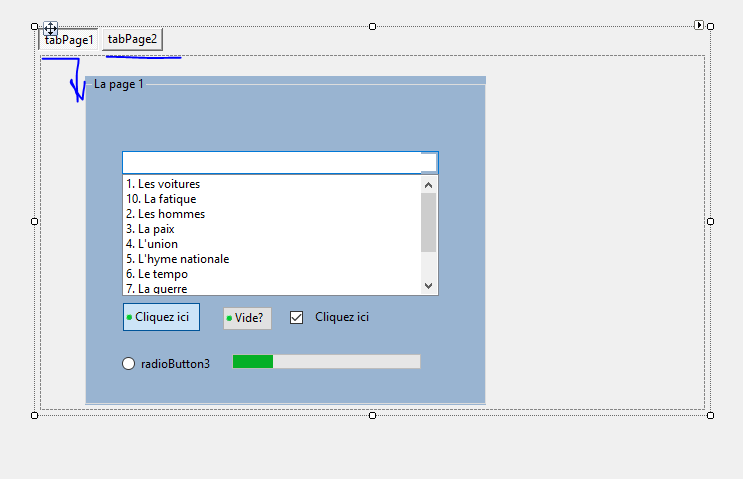 tabPage1 tabPage2
La page 1
1. Les voitures
10. La fatique
2. Les hommes
3. La paix
4. L'union
5. L'hyme nationale
6. Le tempo
7. La guerre
Cliquez ici Vide? Cliquez ici
radioButton3